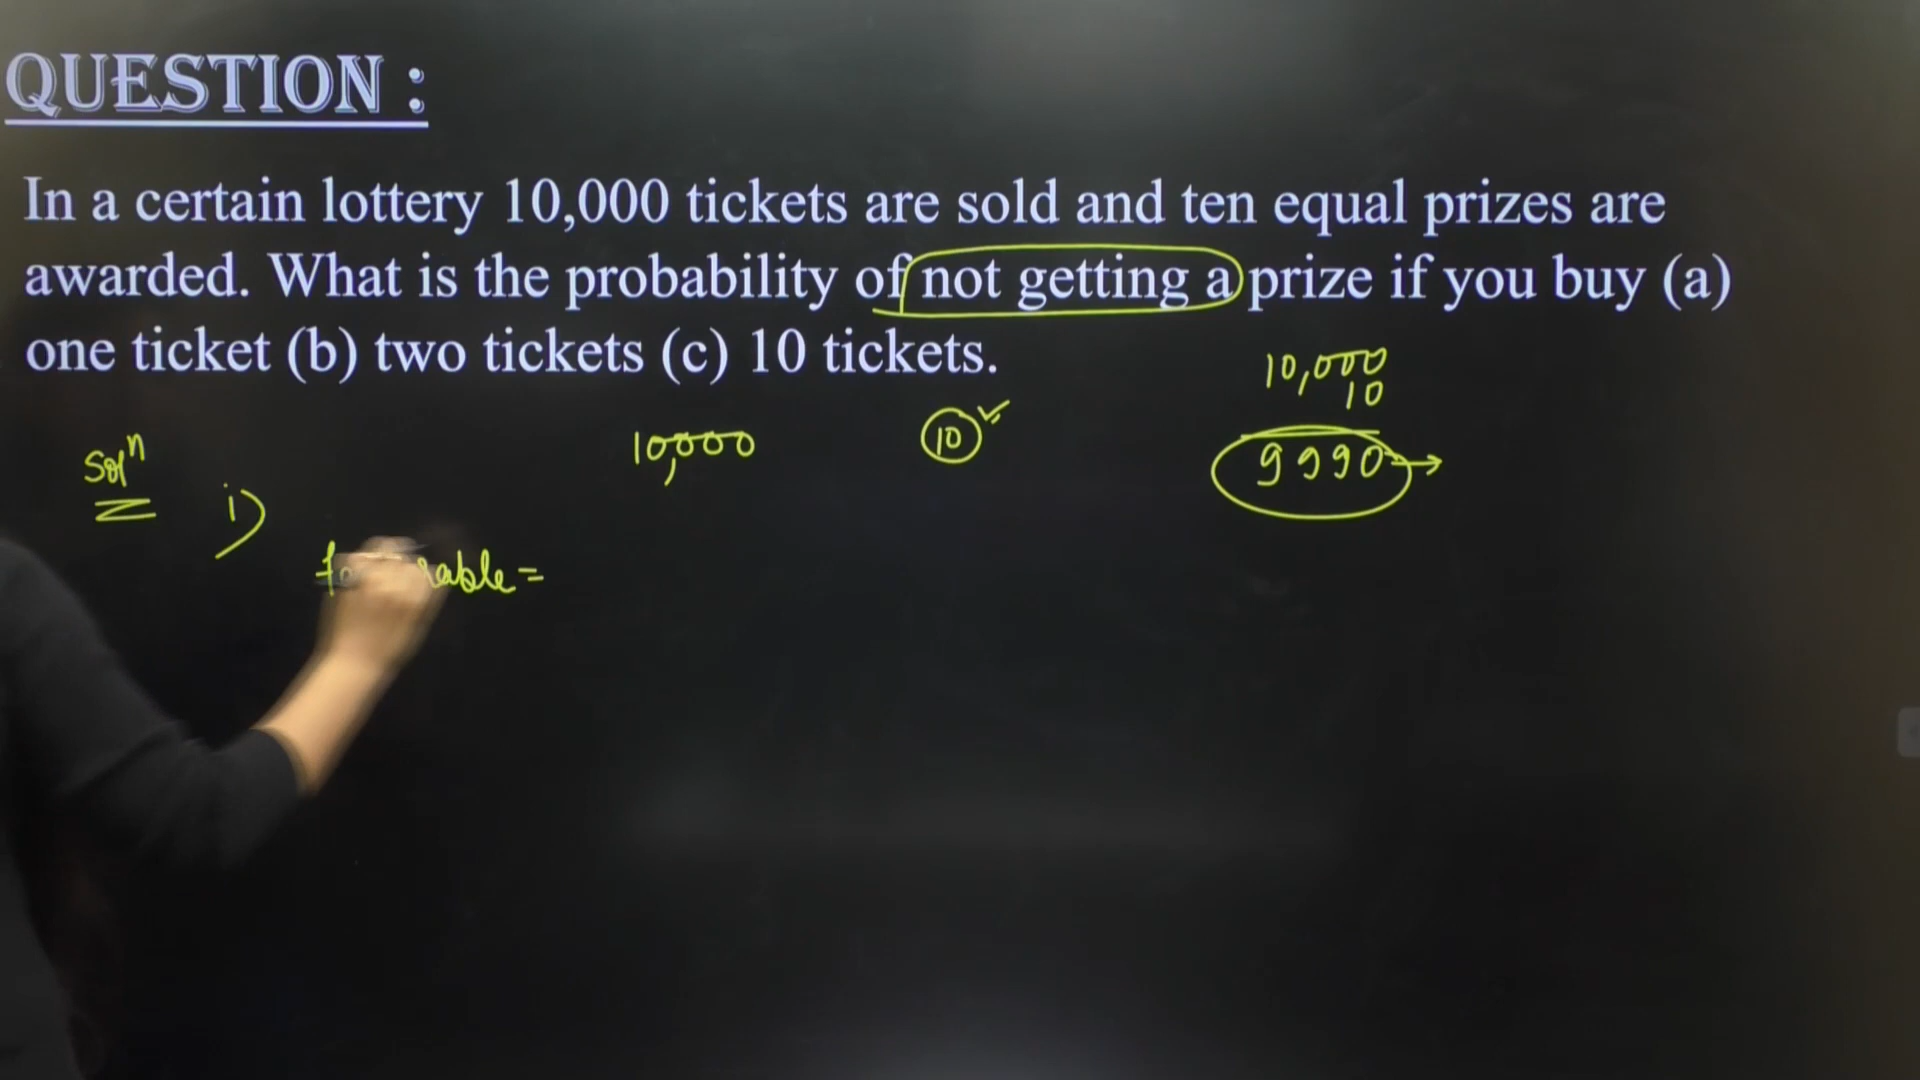 QUESTION :
In a certain lottery 10,000 tickets are sold and ten equal prizes are
awarded. What is the probability of not getting a prize if you buy (a)
one ticket (b) two tickets (c) 10 tickets.
10,000
10
9990 →
10,000
10 ✓
Solⁿ
i)
=